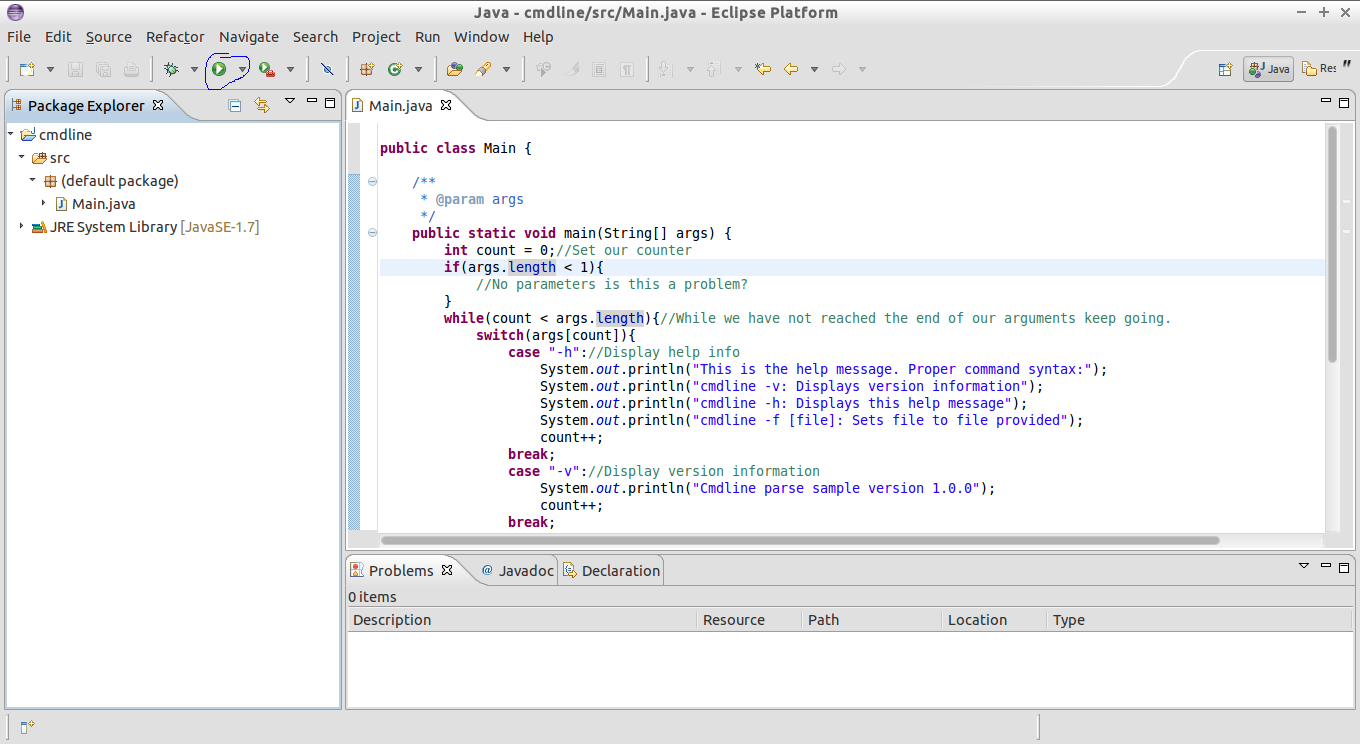 Java - cmdline/src/Main.java - Eclipse Platform
File Edit Source Refactor Navigate Search Project Run Window Help
Java Res "
Package Explorer
cmdline
src
(default package)
Main.java
JRE System Library [JavaSE-1.7]
Main.java
public class Main {
/**
* @param args
*/
public static void main(String[] args) {
int count = 0;//Set our counter
if(args.length < 1){
//No parameters is this a problem?
}
while(count < args.length){//While we have not reached the end of our arguments keep going.
switch(args[count]){
case "-h"://Display help info
System.out.println("This is the help message. Proper command syntax:");
System.out.println("cmdline -v: Displays version information");
System.out.println("cmdline -h: Displays this help message");
System.out.println("cmdline -f [file]: Sets file to file provided");
count++;
break;
case "-v"://Display version information
System.out.println("Cmdline parse sample version 1.0.0");
count++;
break;
Problems @ Javadoc Declaration
0 items
Description Resource Path Location Type